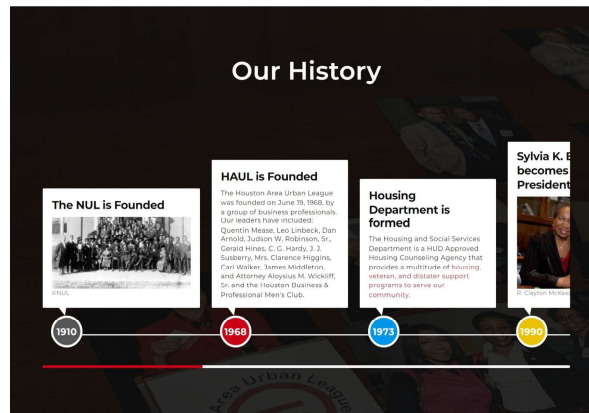 Our History
The NUL is Founded
©NUL
1910
HAUL is Founded
The Houston Area Urban League
was founded on June 19, 1968, by
a group of business professionals.
Our leaders have included:
Quentin Mease, Leo Linbeck, Dan
Arnold, Judson W. Robinson, Sr.,
Gerald Hines, C. G. Hardy, J. J.
Susberry, Mrs. Clarence Higgins,
Carl Walker, James Middleton,
and Attorney Aloysius M. Wickliff,
Sr. and the Houston Business &
Professional Men's Club.
1968
Housing
Department is
formed
The Housing and Social Services
Department is a HUD Approved
Housing Counseling Agency that
provides a multitude of housing,
veteran, and distater support
programs to serve our
community.
1973
Sylvia K.
becomes
President
R. Clayton
1990
Area Urban League